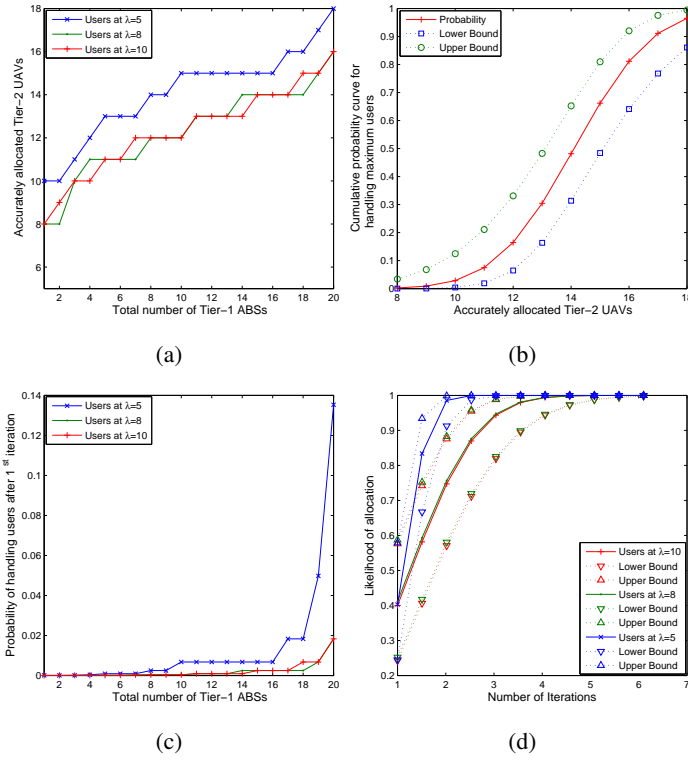 Users at λ=5
Users at λ=8
Users at λ=10
18
16
14
12
10
8
6
2 4 6 8 10 12 14 16 18 20
Accurately allocated Tier−2 UAVs
Total number of Tier−1 ABSs
(a)
Probability
Lower Bound
Upper Bound
1
0.9
0.8
0.7
0.6
0.5
0.4
0.3
0.2
0.1
0
8 10 12 14 16 18
Cumulative probability curve for
handling maximum users
Accurately allocated Tier−2 UAVs
(b)
Users at λ=5
Users at λ=8
Users at λ=10
0.14
0.12
0.1
0.08
0.06
0.04
0.02
0
2 4 6 8 10 12 14 16 18 20
Probability of handling users after 1 st iteration
Total number of Tier−1 ABSs
(c)
1
0.9
0.8
0.7
0.6
0.5
0.4
0.3
0.2
1 2 3 4 5 6 7
Likelihood of allocation
Number of Iterations
Users at λ=10
Lower Bound
Upper Bound
Users at λ=8
Lower Bound
Upper Bound
Users at λ=5
Lower Bound
Upper Bound
(d)